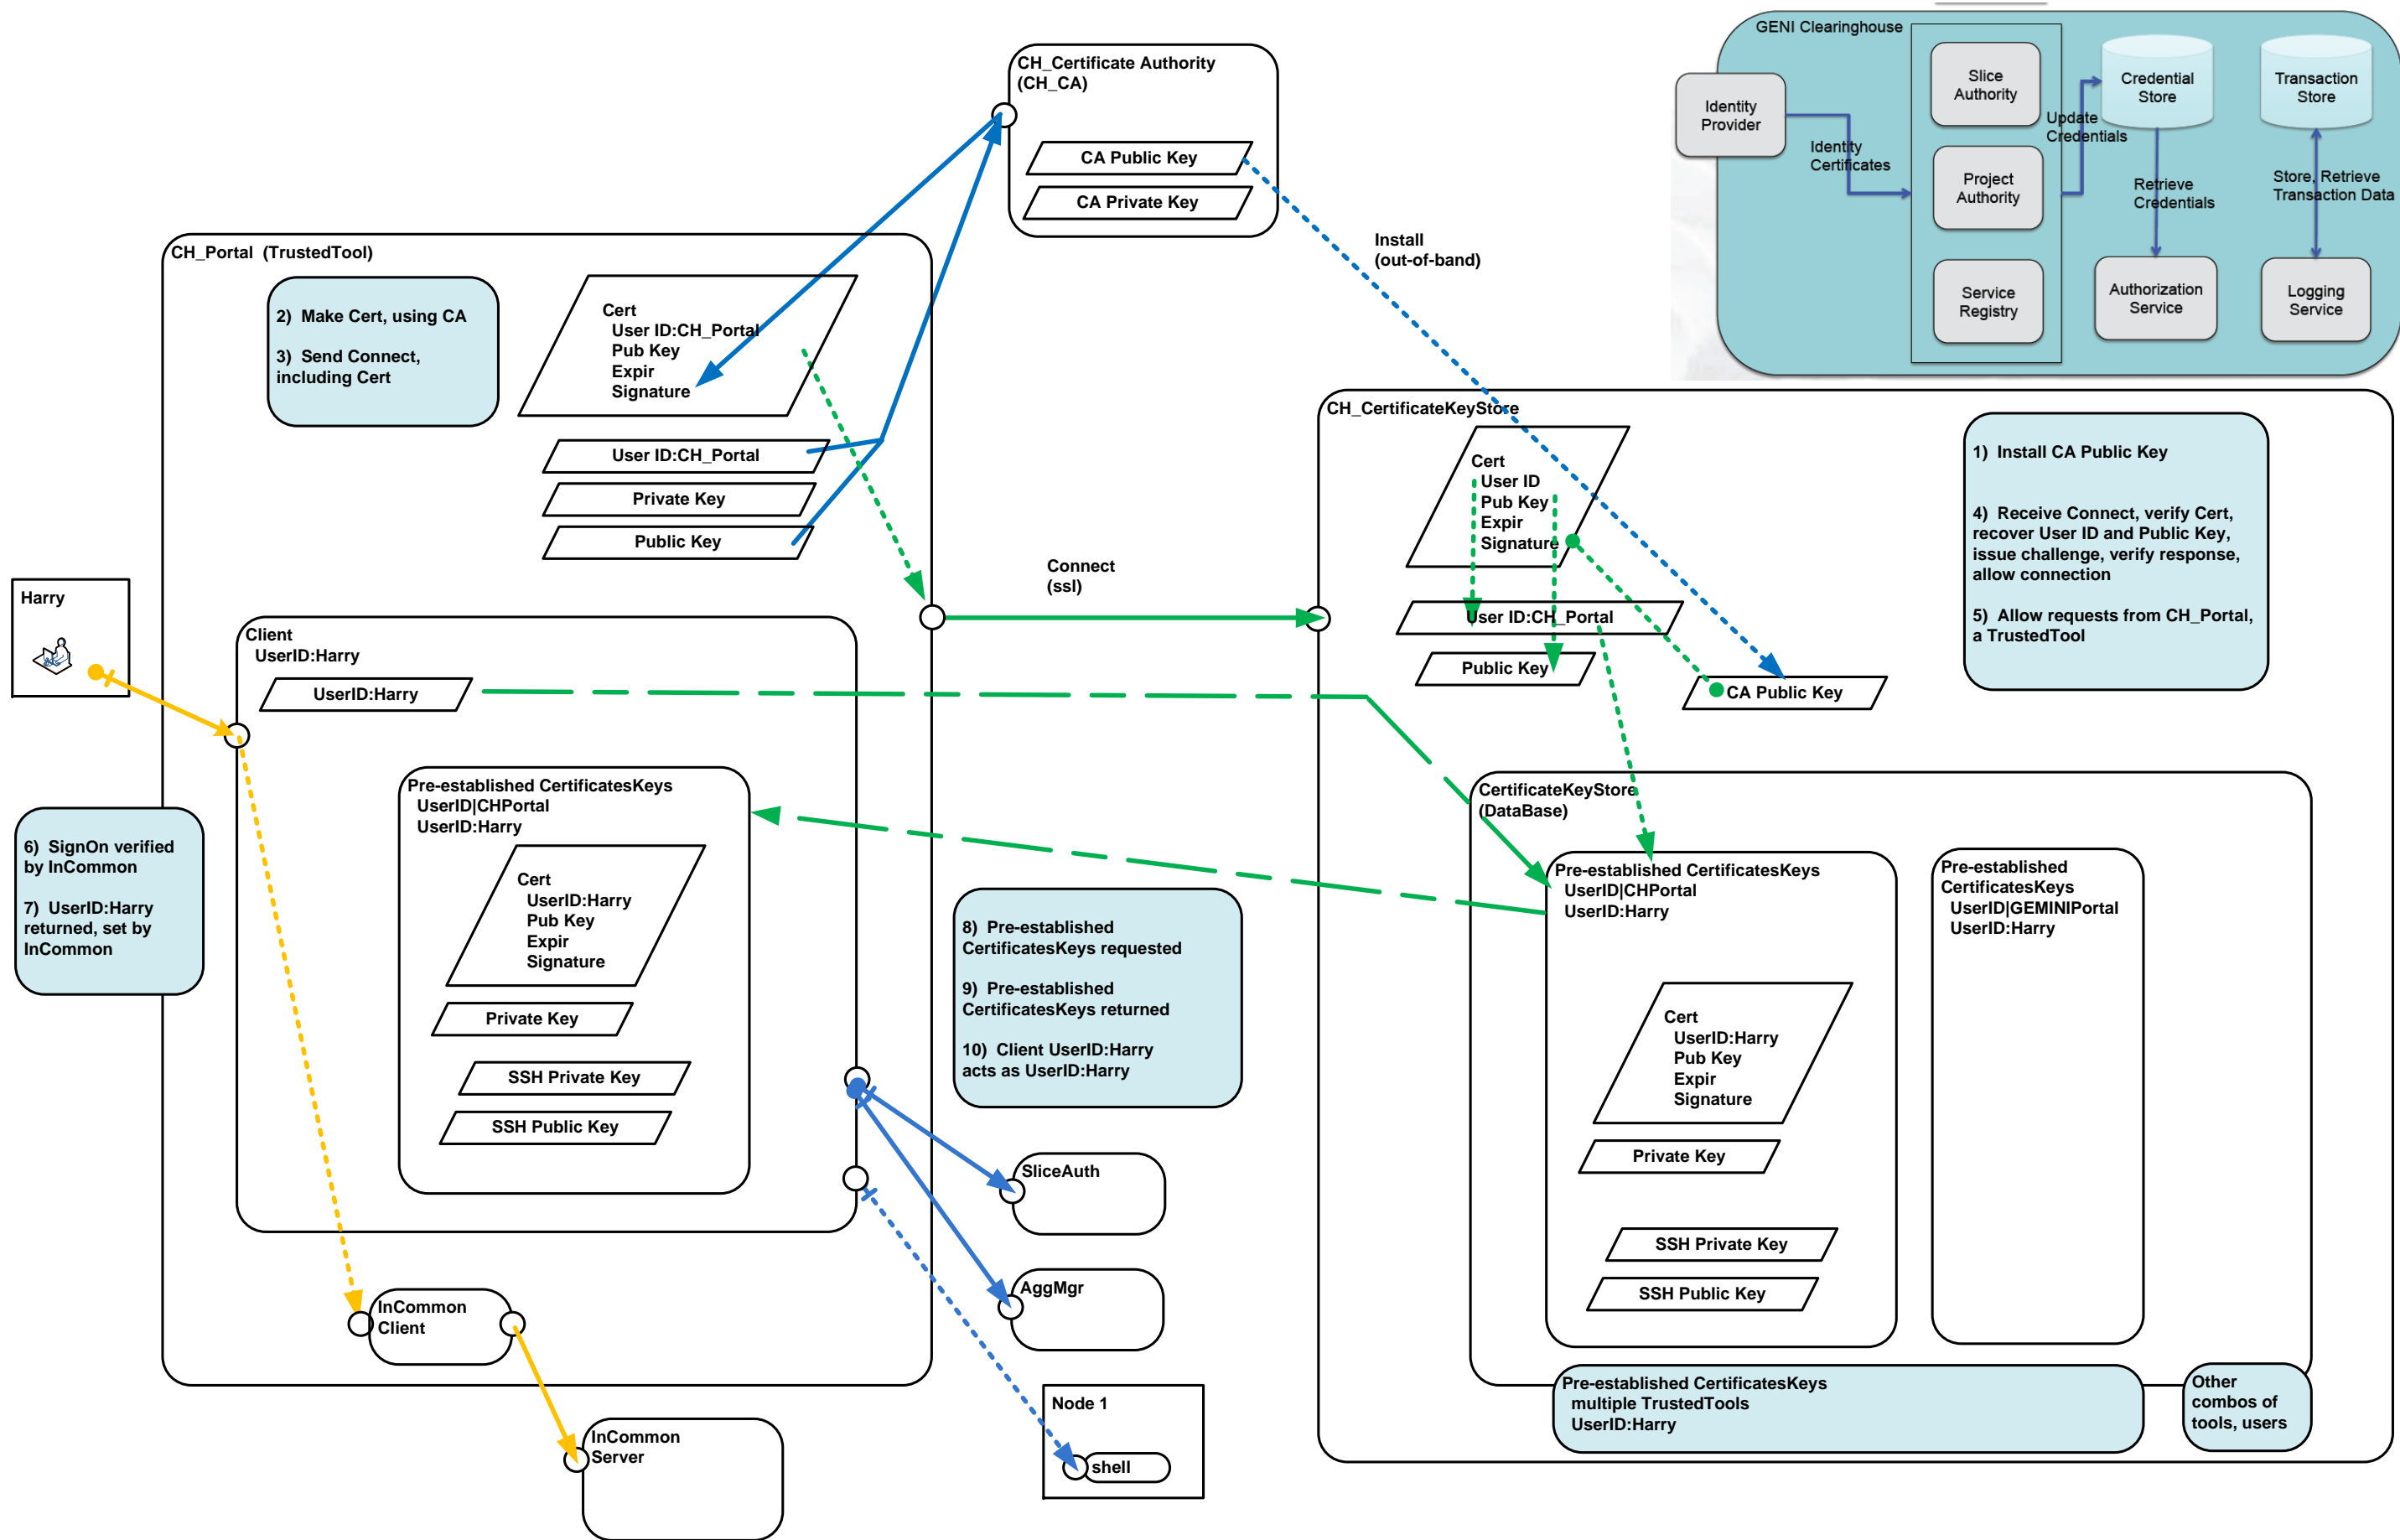 GENI Clearinghouse
Identity
Provider
Slice
Authority
Project
Authority
Service
Registry
Credential
Store
Transaction
Store
Update
Credentials
Identity
Certificates
Retrieve
Credentials
Store, Retrieve
Transaction Data
Authorization
Service
Logging
Service
CH_Certificate Authority
(CH_CA)
CA Public Key
CA Private Key
Install
(out-of-band)
CH_Portal  (TrustedTool)
2)  Make Cert, using CA
3)  Send Connect,
including Cert
Cert
User ID:CH_Portal
Pub Key
Expir
Signature
User ID:CH_Portal
Private Key
Public Key
Connect
(ssl)
CH_CertificateKeyStore
Cert
User ID
Pub Key
Expir
Signature
User ID:CH_Portal
Public Key
CA Public Key
1)  Install CA Public Key
4)  Receive Connect, verify Cert,
recover User ID and Public Key,
issue challenge, verify response,
allow connection
5)  Allow requests from CH_Portal,
a TrustedTool
Harry
Client
UserID:Harry
UserID:Harry
Pre-established CertificatesKeys
UserID|CHPortal
UserID:Harry
Cert
UserID:Harry
Pub Key
Expir
Signature
Private Key
SSH Private Key
SSH Public Key
6)  SignOn verified
by InCommon
7)  UserID:Harry
returned, set by
InCommon
8)  Pre-established
CertificatesKeys requested
9)  Pre-established
CertificatesKeys returned
10)  Client UserID:Harry
acts as UserID:Harry
CertificateKeyStore
(DataBase)
Pre-established CertificatesKeys
UserID|CHPortal
UserID:Harry
Cert
UserID:Harry
Pub Key
Expir
Signature
Private Key
SSH Private Key
SSH Public Key
Pre-established
CertificatesKeys
UserID|GEMINIPortal
UserID:Harry
SliceAuth
AggMgr
InCommon
Client
InCommon
Server
Node 1
shell
Pre-established CertificatesKeys
multiple TrustedTools
UserID:Harry
Other
combos of
tools, users